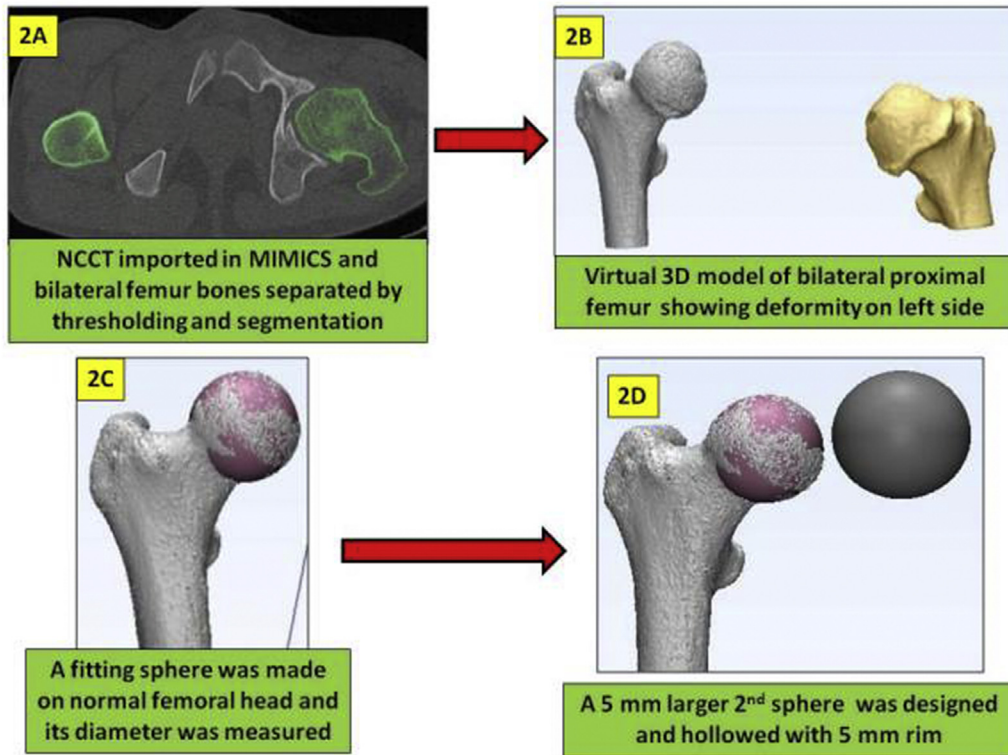 2A
NCCT imported in MIMICS and
bilateral femur bones separated by
thresholding and segmentation
2B
Virtual 3D model of bilateral proximal
femur showing deformity on left side
2C
A fitting sphere was made
on normal femoral head and
its diameter was measured
2D
A 5 mm larger 2nd sphere was designed
and hollowed with 5 mm rim